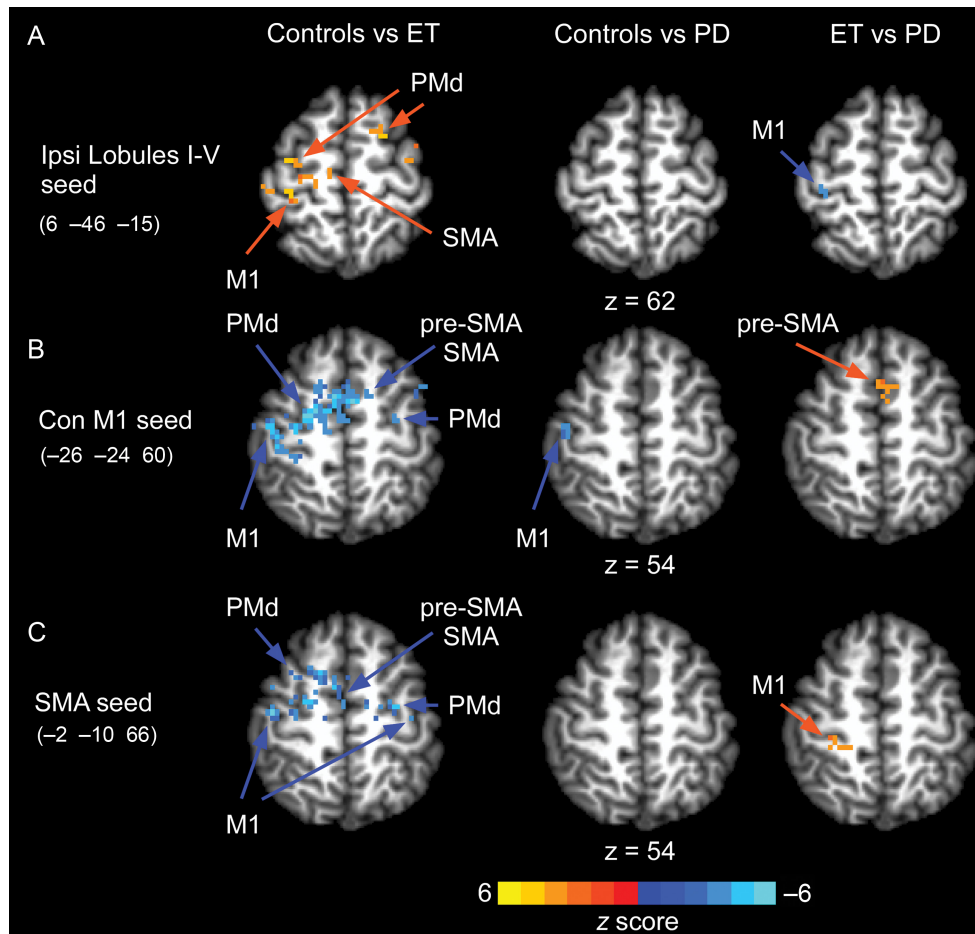 A
Controls vs ET
Controls vs PD
ET vs PD
PMd
Ipsi Lobules I-V
seed
(6 –46 –15)
M1
SMA
M1
z = 62
B
PMd
pre-SMA
SMA
pre-SMA
Con M1 seed
(–26 –24 60)
PMd
M1
M1
z = 54
C
PMd
pre-SMA
SMA
SMA seed
(–2 –10 66)
PMd
M1
M1
z = 54
6
–6
z score